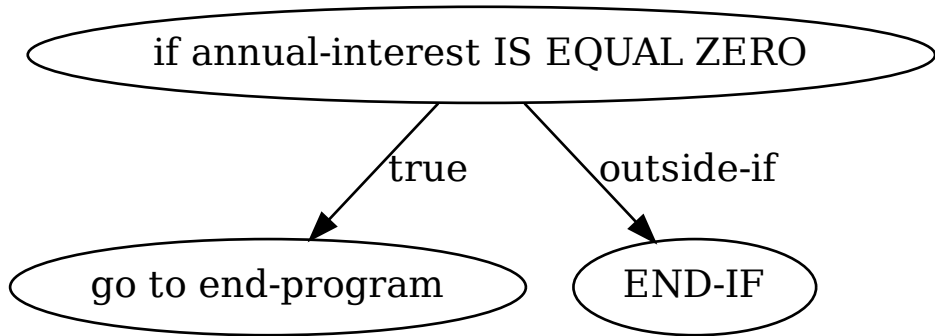 if annual-interest IS EQUAL ZERO
true
outside-if
go to end-program
END-IF